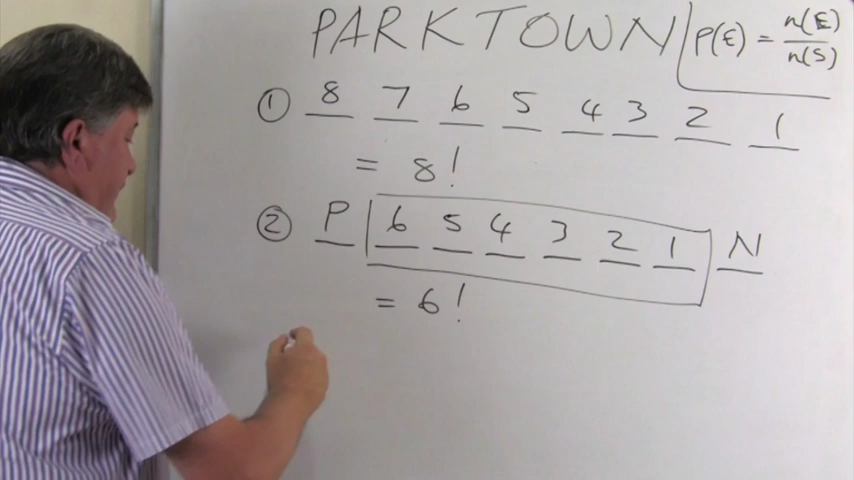 PARKTOWN
P(E) = n(E)/n(S)
① 8 7 6 5 4 3 2 1
= 8!
② P 6 5 4 3 2 1 N
= 6!